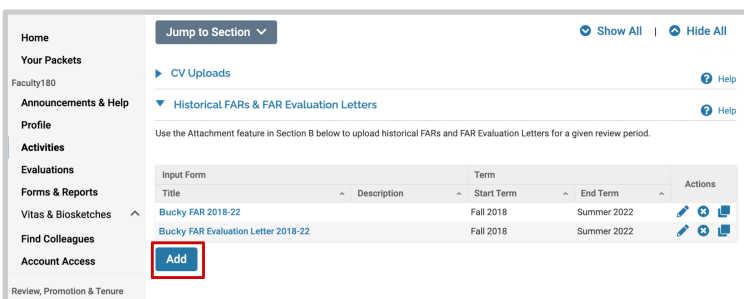 Home
Your Packets
Faculty180
Announcements & Help
Profile
Activities
Evaluations
Forms & Reports
Vitas & Biosketches
Find Colleagues
Account Access
Review, Promotion & Tenure
Jump to Section
Show All | Hide All
CV Uploads
Help
Historical FARs & FAR Evaluation Letters
Help
Use the Attachment feature in Section B below to upload historical FARs and FAR Evaluation Letters for a given review period.
Input Form Term Actions
Title Description Start Term End Term
Bucky FAR 2018-22 Fall 2018 Summer 2022
Bucky FAR Evaluation Letter 2018-22 Fall 2018 Summer 2022
Add